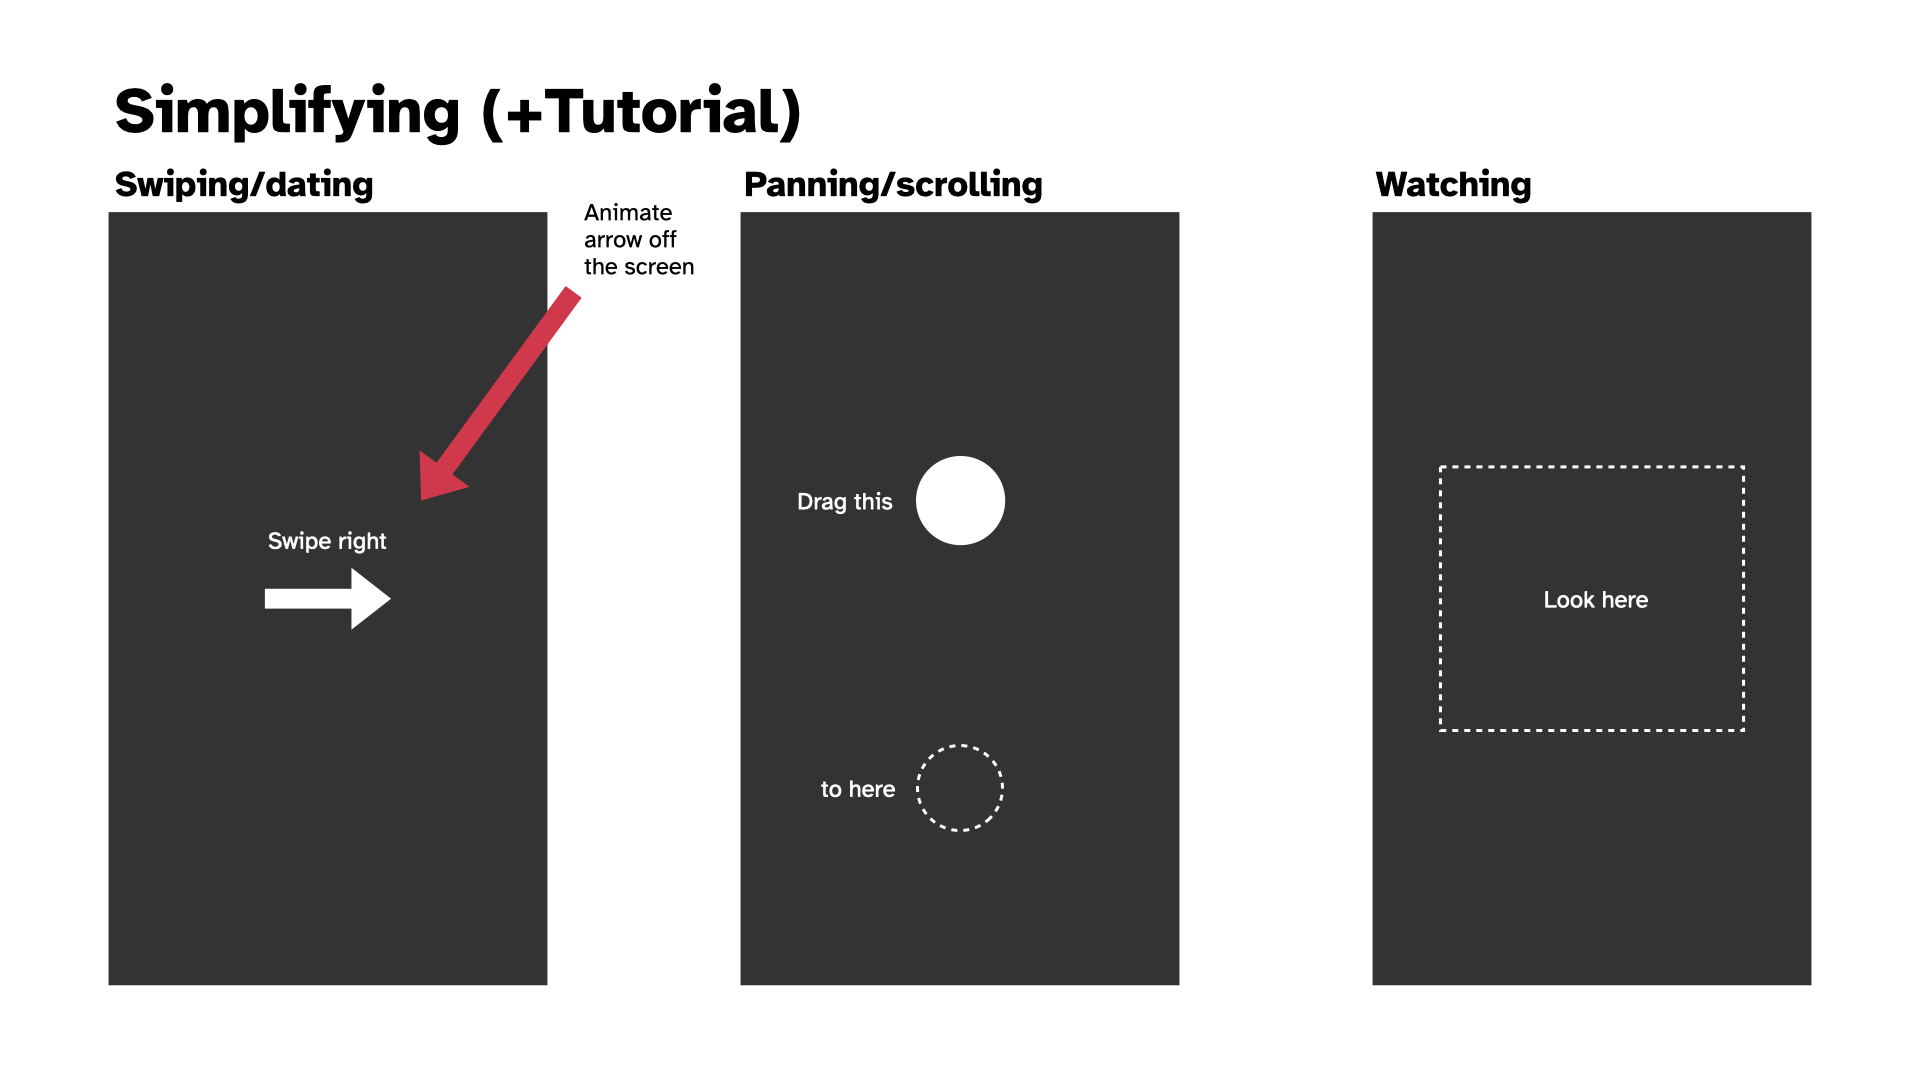 Simplifying (+Tutorial)
Swiping/dating
Animate
arrow off
the screen
Swipe right
Panning/scrolling
Drag this
to here
Watching
Look here